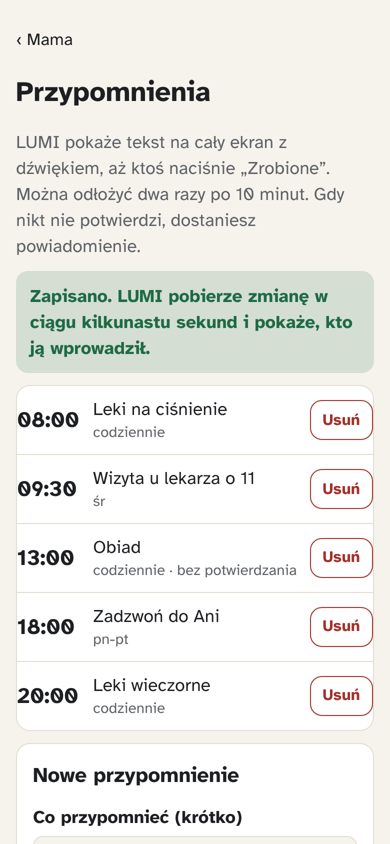 ‹ Mama
Przypomnienia
LUMI pokaże tekst na cały ekran z
dźwiękiem, aż ktoś naciśnie „Zrobione”.
Można odłożyć dwa razy po 10 minut. Gdy
nikt nie potwierdzi, dostaniesz
powiadomienie.
Zapisano. LUMI pobierze zmianę w
ciągu kilkunastu sekund i pokaże, kto
ją wprowadził.
08:00 Leki na ciśnienie Usuń
codziennie
09:30 Wizyta u lekarza o 11 Usuń
śr
13:00 Obiad Usuń
codziennie · bez potwierdzania
18:00 Zadzwoń do Ani Usuń
pn-pt
20:00 Leki wieczorne Usuń
codziennie
Nowe przypomnienie
Co przypomnieć (krótko)